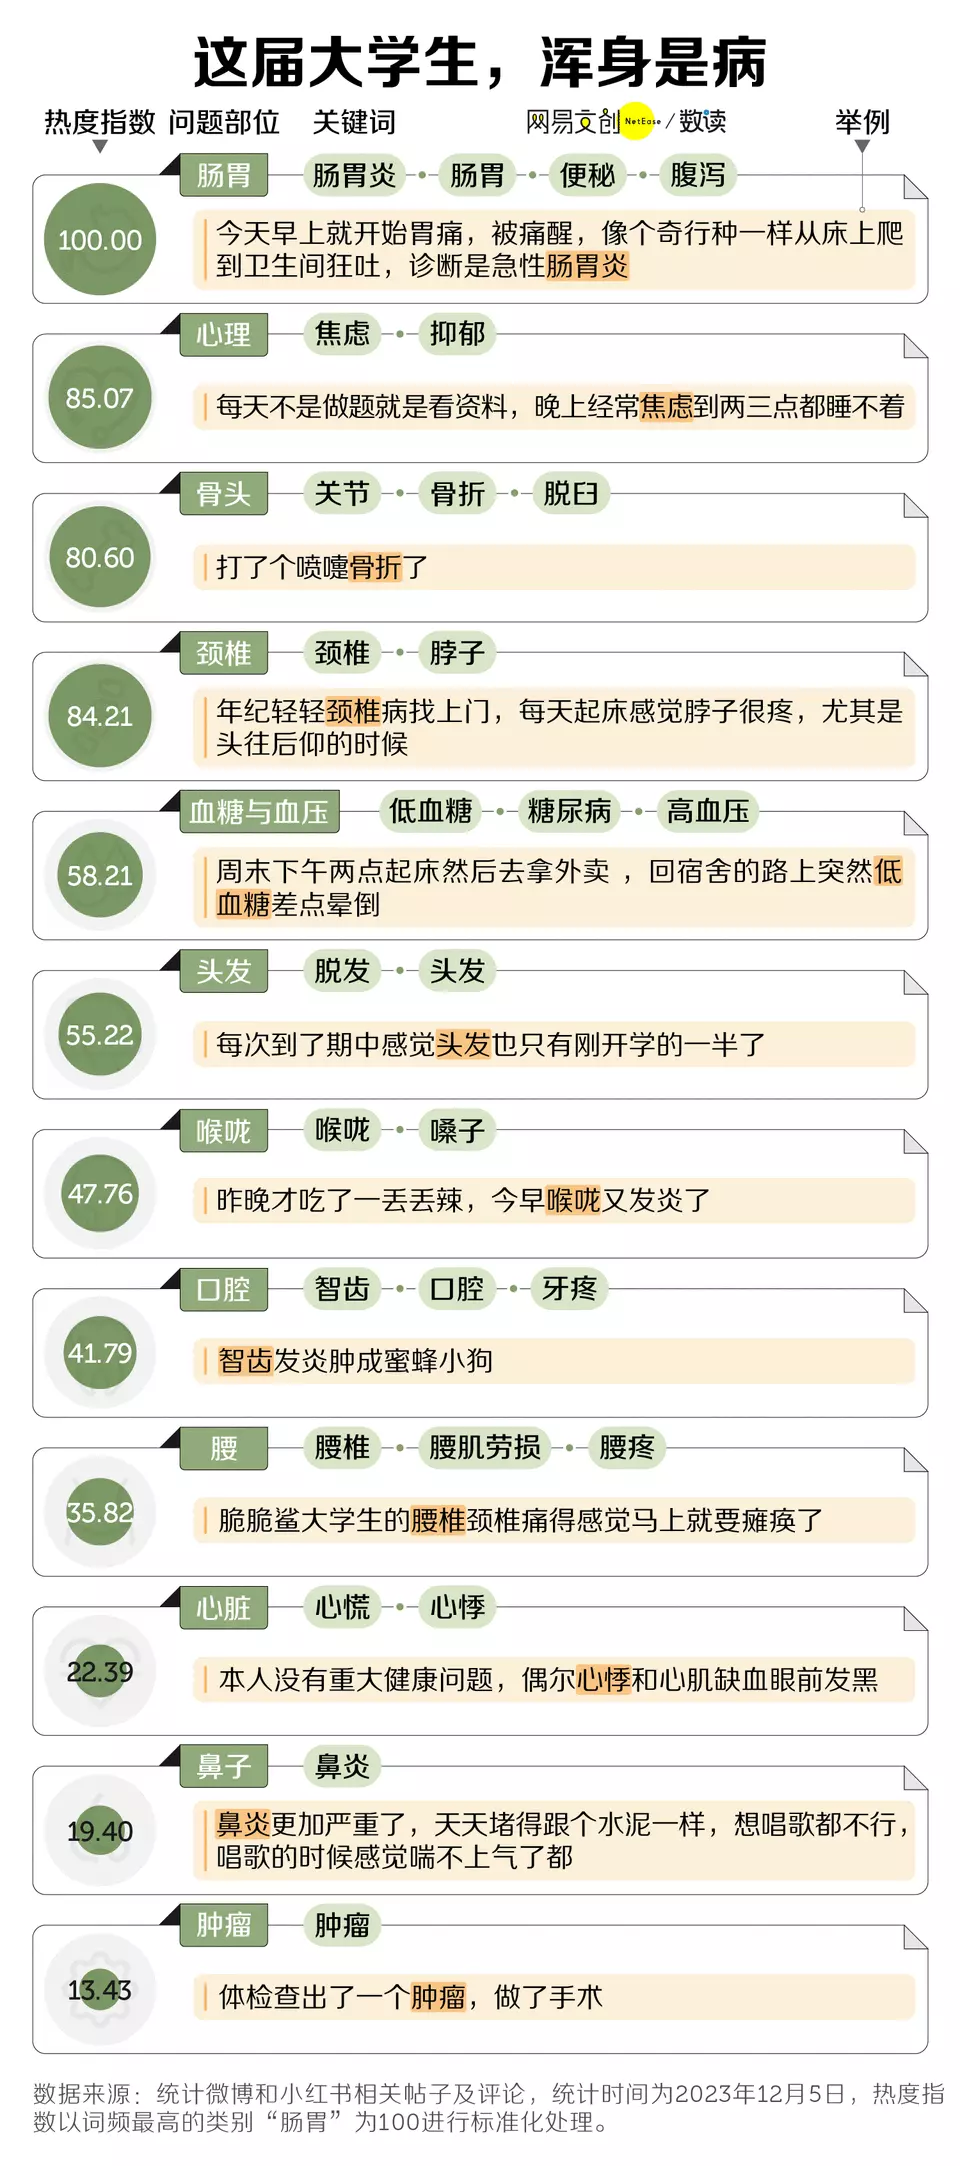 这届大学生，浑身是病
热度指数 问题部位 关键词 网易文创 NetEase / 数读 举例
肠胃 肠胃炎 肠胃 便秘 腹泻
100.00
今天早上就开始胃痛，被痛醒，像个奇行种一样从床上爬
到卫生间狂吐，诊断是急性肠胃炎
心理 焦虑 抑郁
85.07
每天不是做题就是看资料，晚上经常焦虑到两三点都睡不着
骨头 关节 骨折 脱臼
80.60
打了个喷嚏骨折了
颈椎 颈椎 脖子
84.21
年纪轻轻颈椎病找上门，每天起床感觉脖子很疼，尤其是
头往后仰的时候
血糖与血压 低血糖 糖尿病 高血压
58.21
周末下午两点起床然后去拿外卖 ，回宿舍的路上突然低
血糖差点晕倒
头发 脱发 头发
55.22
每次到了期中感觉头发也只有刚开学的一半了
喉咙 喉咙 嗓子
47.76
昨晚才吃了一丢丢辣，今早喉咙又发炎了
口腔 智齿 口腔 牙疼
41.79
智齿发炎肿成蜜蜂小狗
腰 腰椎 腰肌劳损 腰疼
35.82
脆脆鲨大学生的腰椎颈椎痛得感觉马上就要瘫痪了
心脏 心慌 心悸
22.39
本人没有重大健康问题，偶尔心悸和心肌缺血眼前发黑
鼻子 鼻炎
19.40
鼻炎更加严重了，天天堵得跟个水泥一样，想唱歌都不行，
唱歌的时候感觉喘不上气了都
肿瘤 肿瘤
13.43
体检查出了一个肿瘤，做了手术
数据来源：统计微博和小红书相关帖子及评论，统计时间为2023年12月5日，热度指
数以词频最高的类别“肠胃”为100进行标准化处理。